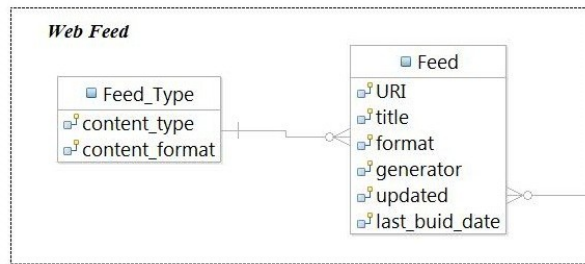 Web Feed
Feed_Type
content_type
content_format
Feed
URI
title
format
generator
updated
last_buid_date